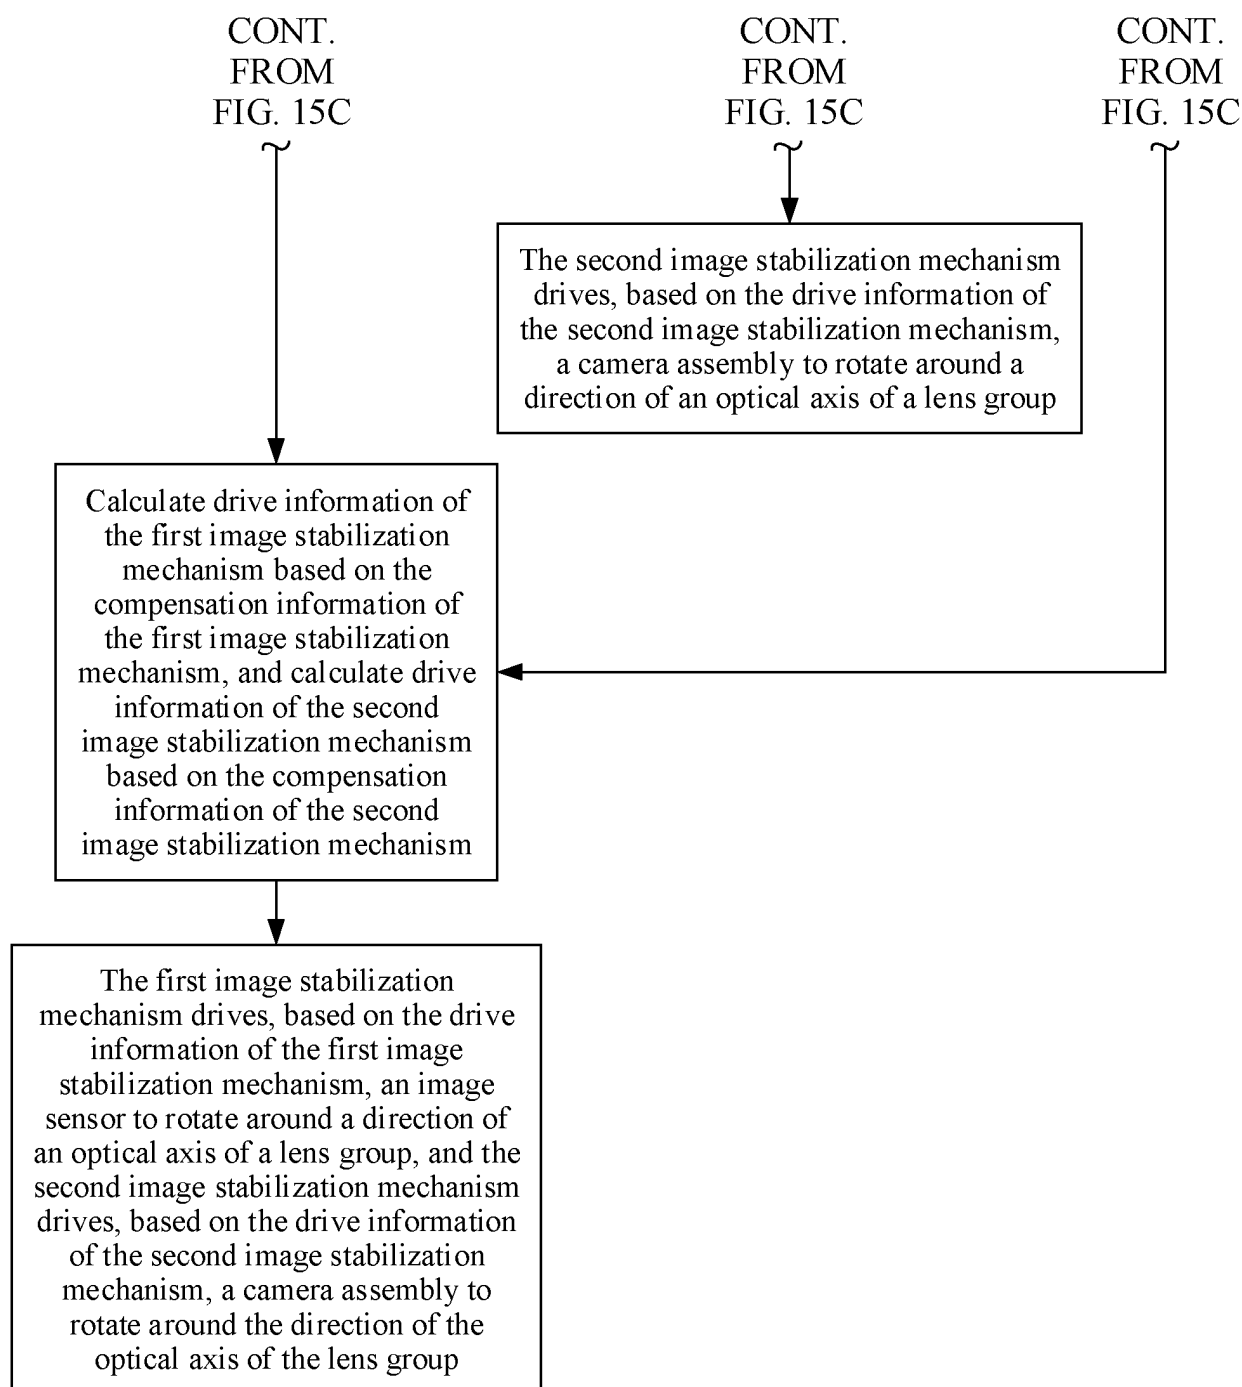 CONT.
FROM
FIG. 15C
CONT.
FROM
FIG. 15C
CONT.
FROM
FIG. 15C
The second image stabilization mechanism
drives, based on the drive information of
the second image stabilization mechanism,
a camera assembly to rotate around a
direction of an optical axis of a lens group
Calculate drive information of
the first image stabilization
mechanism based on the
compensation information of
the first image stabilization
mechanism, and calculate drive
information of the second
image stabilization mechanism
based on the compensation
information of the second
image stabilization mechanism
The first image stabilization
mechanism drives, based on the drive
information of the first image
stabilization mechanism, an image
sensor to rotate around a direction of
an optical axis of a lens group, and the
second image stabilization mechanism
drives, based on the drive information
of the second image stabilization
mechanism, a camera assembly to
rotate around the direction of the
optical axis of the lens group